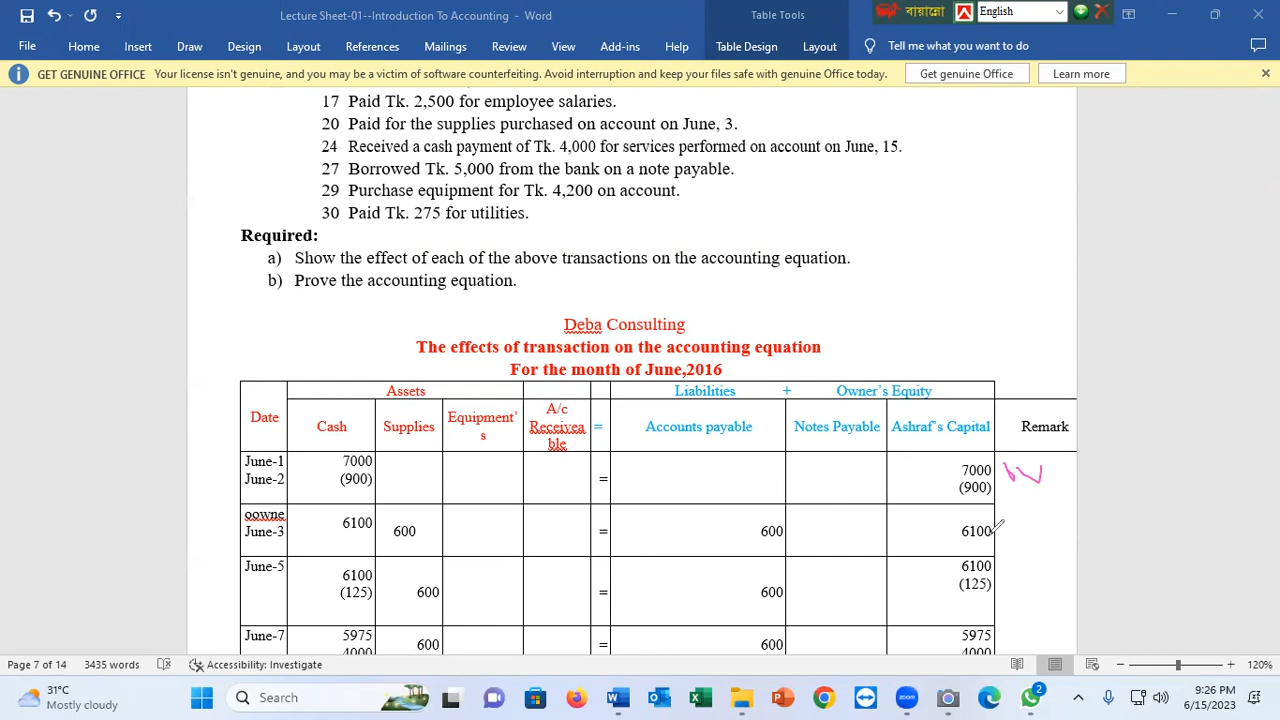 Lecture Sheet-01--Introduction To Accounting - Word
Table Tools
বায়ান্নো
English
File Home Insert Draw Design Layout References Mailings Review View Add-ins Help Table Design Layout Tell me what you want to do
GET GENUINE OFFICE Your license isn't genuine, and you may be a victim of software counterfeiting. Avoid interruption and keep your files safe with genuine Office today. Get genuine Office Learn more
17 Paid Tk. 2,500 for employee salaries.
20 Paid for the supplies purchased on account on June, 3.
24 Received a cash payment of Tk. 4,000 for services performed on account on June, 15.
27 Borrowed Tk. 5,000 from the bank on a note payable.
29 Purchase equipment for Tk. 4,200 on account.
30 Paid Tk. 275 for utilities.
Required:
a) Show the effect of each of the above transactions on the accounting equation.
b) Prove the accounting equation.
Deba Consulting
The effects of transaction on the accounting equation
For the month of June,2016
Assets Liabilities + Owner's Equity
Date Cash Supplies Equipment's A/c Receiveable = Accounts payable Notes Payable Ashraf's Capital Remark
June-1 7000 7000
June-2 (900) = (900)
oowne 6100
June-3 600 = 600 6100
June-5 6100 6100
(125) 600 = 600 (125)
June-7 5975 600 = 600 5975
4000 4000
Page 7 of 14 3435 words Accessibility: Investigate 120%
31°C
Mostly cloudy
Search
2
9:26 PM
6/15/2023